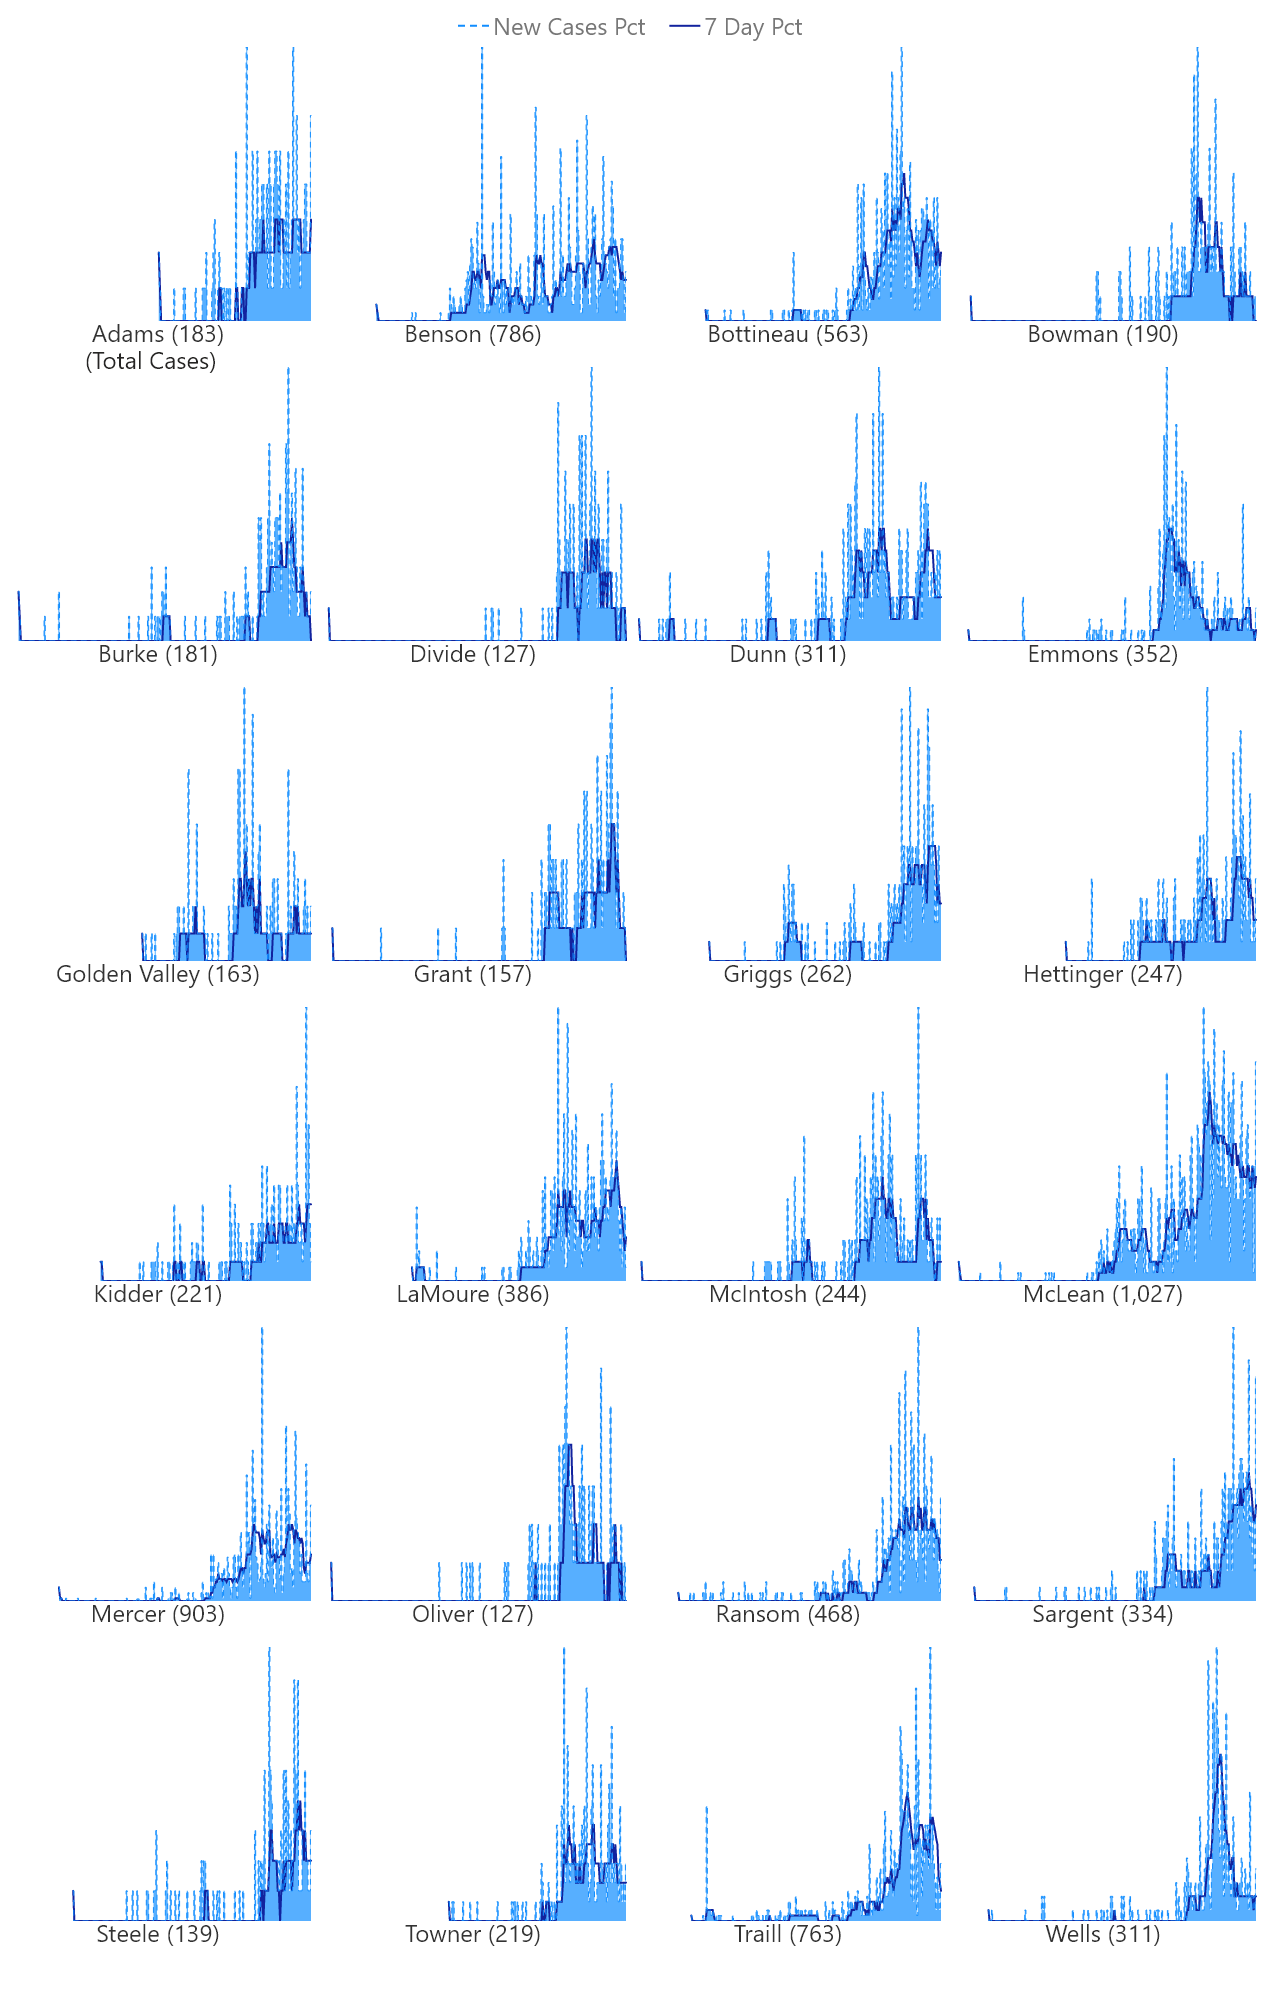 New Cases Pct 7 Day Pct
Adams (183) Benson (786) Bottineau (563) Bowman (190)
(Total Cases)
Burke (181) Divide (127) Dunn (311) Emmons (352)
Golden Valley (163) Grant (157) Griggs (262) Hettinger (247)
Kidder (221) LaMoure (386) McIntosh (244) McLean (1,027)
Mercer (903) Oliver (127) Ransom (468) Sargent (334)
Steele (139) Towner (219) Traill (763) Wells (311)